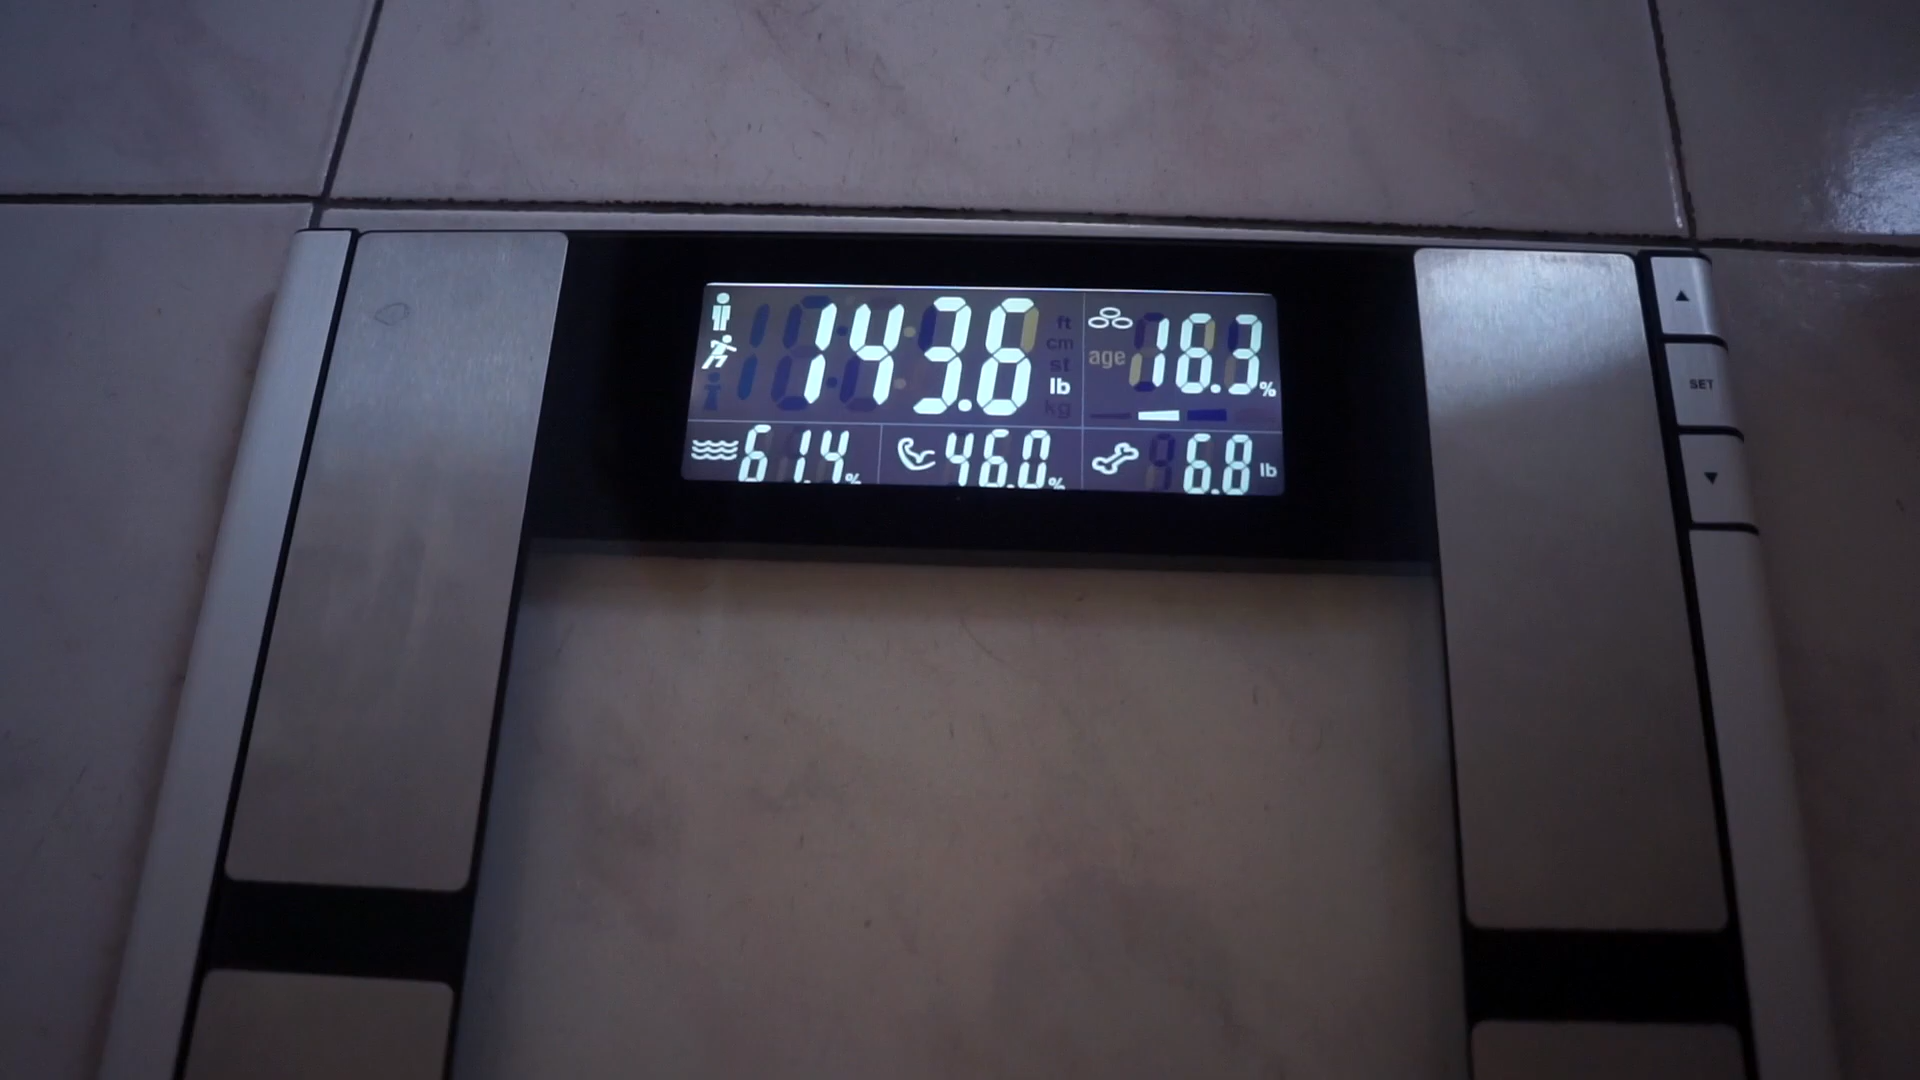 143.6 lb
ft
cm
st
kg
age
18.3 %
61.4 %
46.0 %
6.8 lb
SET